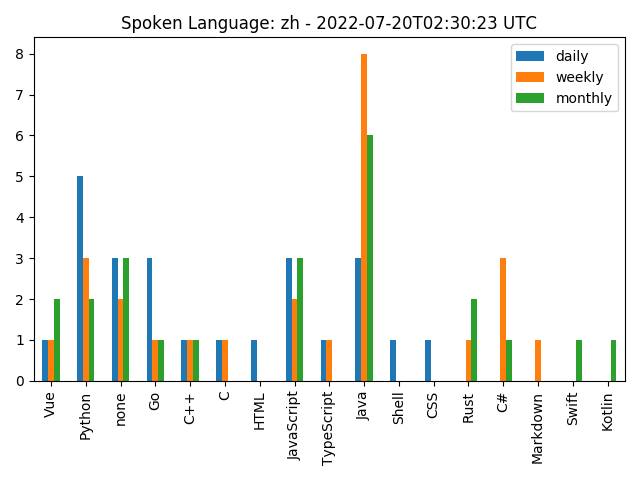 Spoken Language: zh - 2022-07-20T02:30:23 UTC
daily
weekly
monthly
8
7
6
5
4
3
2
1
0
Vue
Python
none
Go
C++
C
HTML
JavaScript
TypeScript
Java
Shell
CSS
Rust
C#
Markdown
Swift
Kotlin